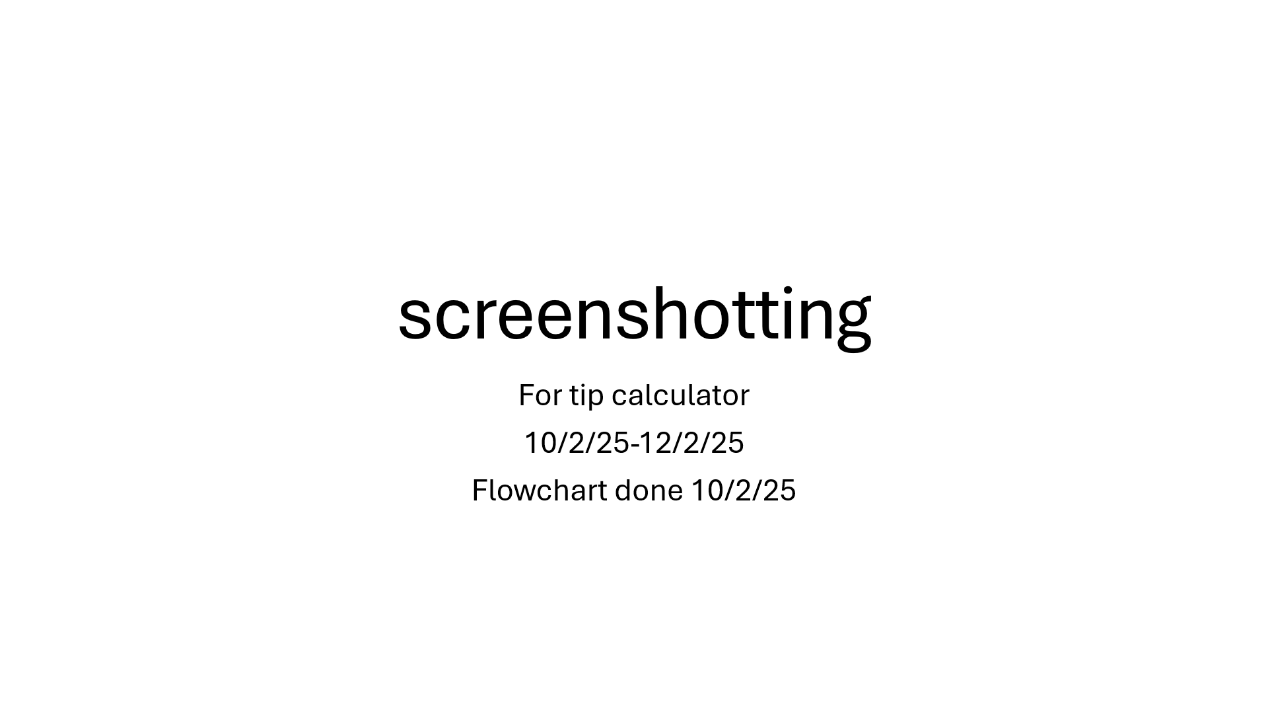 screenshotting
For tip calculator
10/2/25-12/2/25
Flowchart done 10/2/25